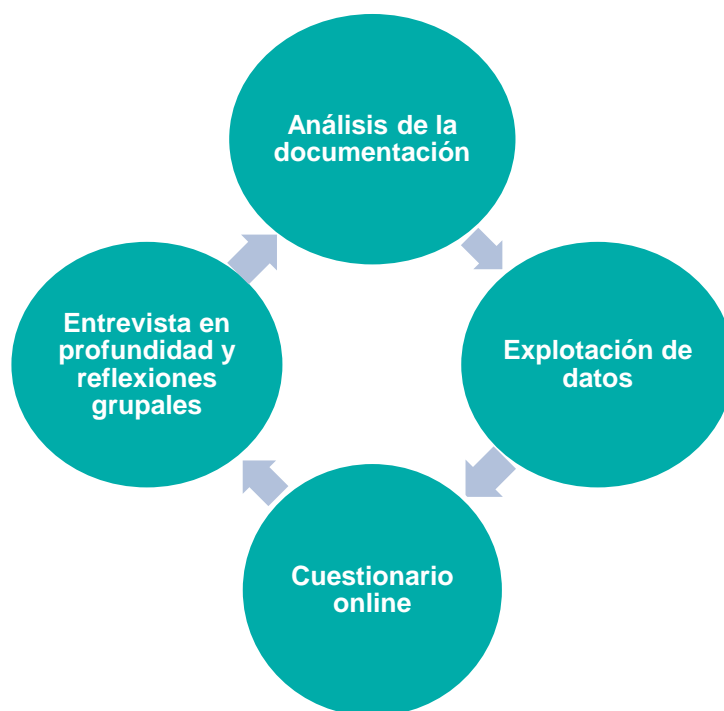 Análisis de la
documentación
Explotación de
datos
Cuestionario
online
Entrevista en
profundidad y
reflexiones
grupales